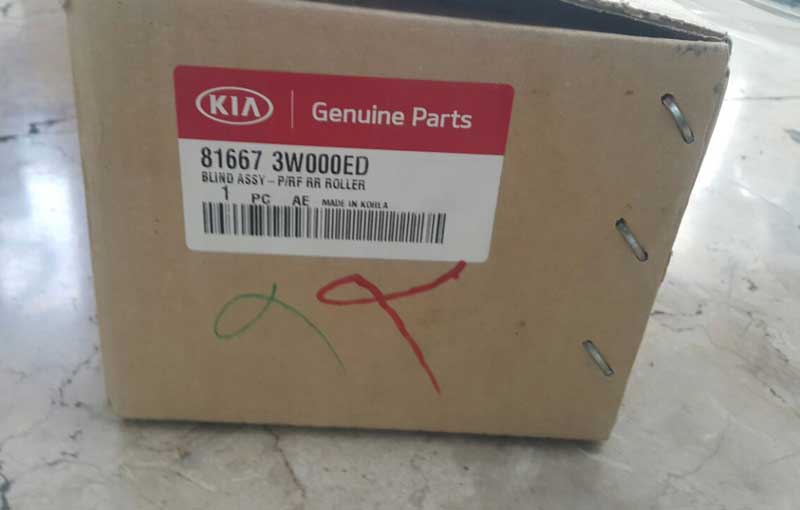 KIA Genuine Parts
81667 3W000ED
BLIND ASSY - P/RF RR ROLLER
1 PC AE MADE IN KOREA